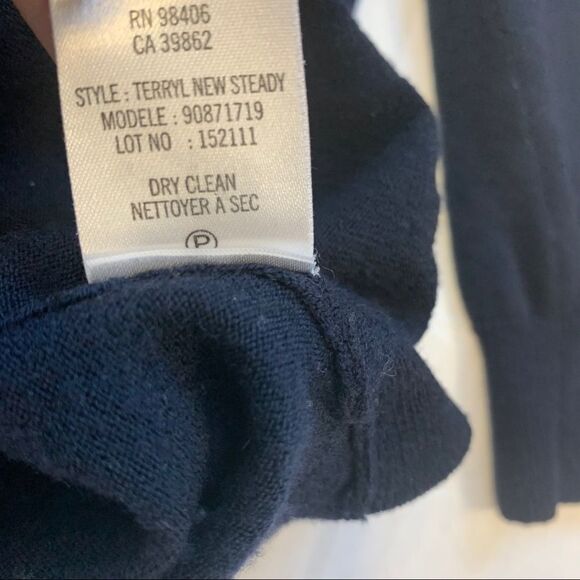 RN 98406
CA 39862
STYLE : TERRYL NEW STEADY
MODELE : 90871719
LOT NO : 152111
DRY CLEAN
NETTOYER A SEC
P